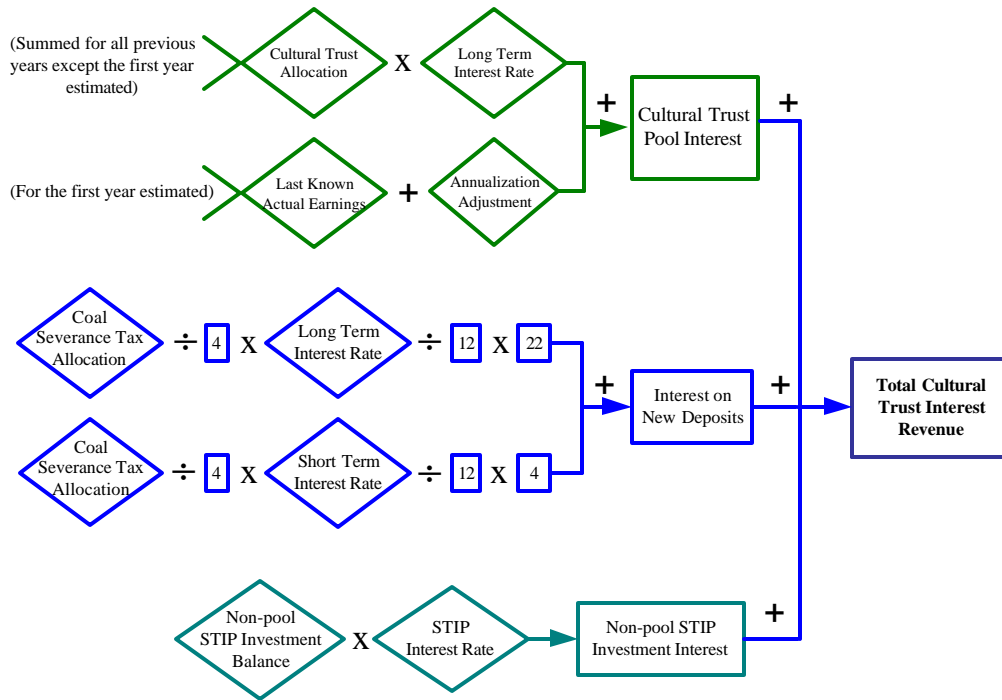 (Summed for all previous
years except the first year
estimated)
Cultural Trust
Allocation
X
Long Term
Interest Rate
+
Cultural Trust
Pool Interest
+
(For the first year estimated)
Last Known
Actual Earnings
+
Annualization
Adjustment
Coal
Severance Tax
Allocation
÷
4
X
Long Term
Interest Rate
÷
12
X
22
+
Interest on
New Deposits
+
Total Cultural
Trust Interest
Revenue
Coal
Severance Tax
Allocation
÷
4
X
Short Term
Interest Rate
÷
12
X
4
Non-pool
STIP Investment
Balance
X
STIP
Interest Rate
Non-pool STIP
Investment Interest
+